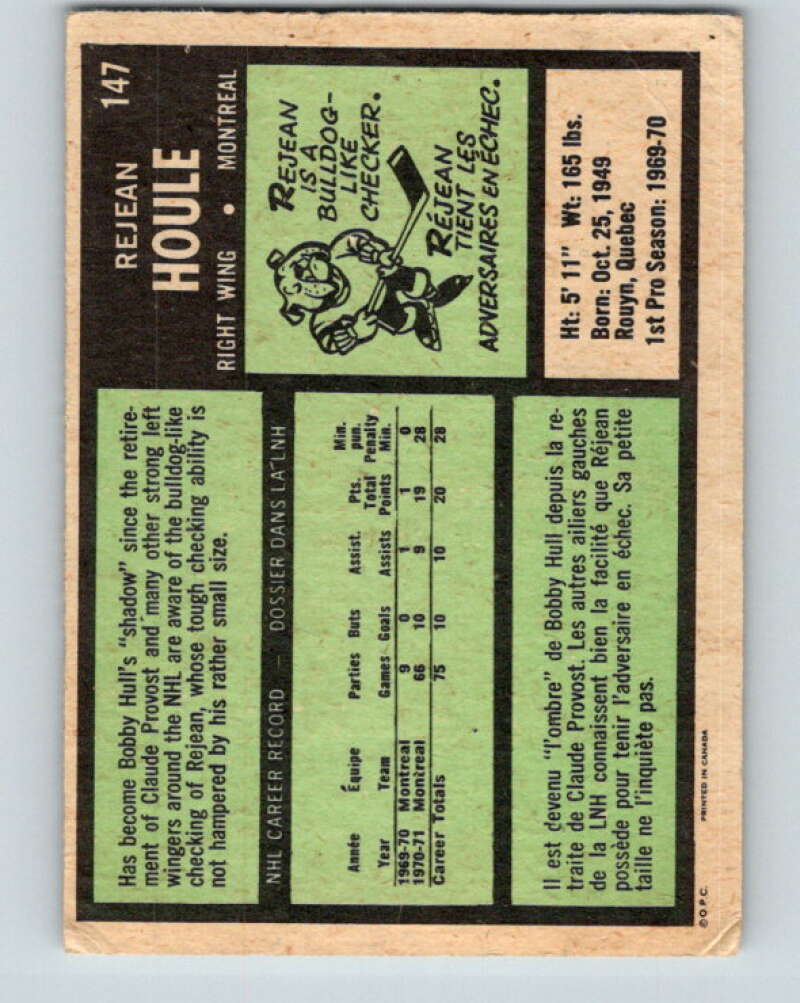 147
REJEAN
HOULE
RIGHT WING • MONTREAL
Has become Bobby Hull's "shadow" since the retire-
ment of Claude Provost and many other strong left
wingers around the NHL are aware of the bulldog-like
checking of Rejean, whose tough checking ability is
not hampered by his rather small size.
REJEAN
IS A
BULLDOG-
LIKE
CHECKER.
RÉJEAN
TIENT LES
ADVERSAIRES EN ÉCHEC.
NHL CAREER RECORD — DOSSIER DANS LA LNH
Année Équipe Parties Buts Assist. Pts. Min. pun.
Year Team Games Goals Assists Total Points Penalty Min.
1969-70 Montreal 9 0 1 1 0
1970-71 Montreal 66 10 9 19 28
Career Totals 75 10 10 20 28
Ht: 5' 11" Wt: 165 lbs.
Born: Oct. 25, 1949
Rouyn, Quebec
1st Pro Season: 1969-70
Il est devenu "l'ombre" de Bobby Hull depuis la re-
traite de Claude Provost. Les autres ailiers gauches
de la LNH connaissent bien la facilité que Réjean
possède pour tenir l'adversaire en échec. Sa petite
taille ne l'inquiète pas.
© O.P.C. PRINTED IN CANADA